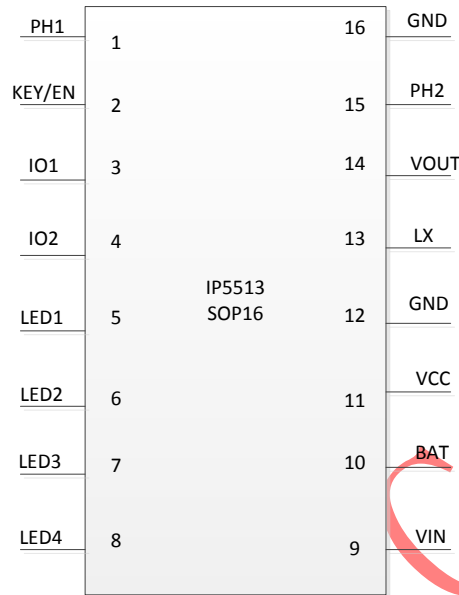 PH1 1 16 GND
KEY/EN 2 15 PH2
IO1 3 14 VOUT
IO2 4 13 LX
IP5513
SOP16
LED1 5 12 GND
LED2 6 11 VCC
LED3 7 10 BAT
LED4 8 9 VIN